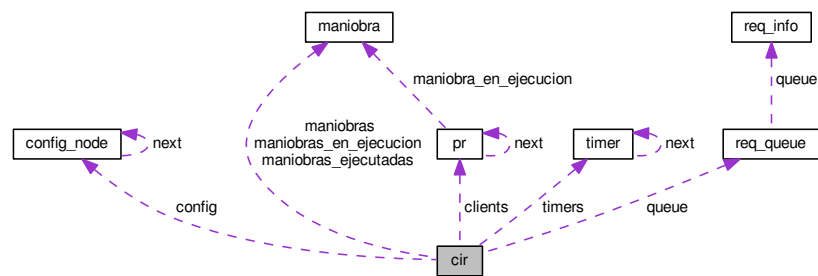 maniobra
req_info
maniobra_en_ejecucion
queue
maniobras
maniobras_en_ejecucion
maniobras_ejecutadas
config_node
next
pr
next
timer
next
req_queue
config
clients
timers
queue
cir